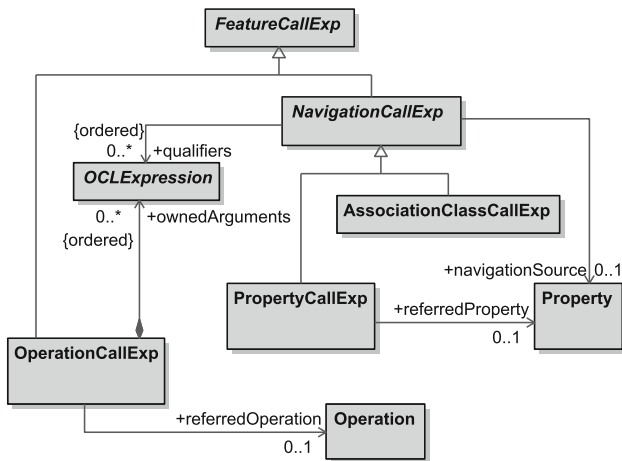 FeatureCallExp
NavigationCallExp
{ordered}
0..* +qualifiers
OCLExpression
0..* +ownedArguments
{ordered}
AssociationClassCallExp
+navigationSource 0..1
PropertyCallExp
+referredProperty
Property
0..1
OperationCallExp
+referredOperation
Operation
0..1